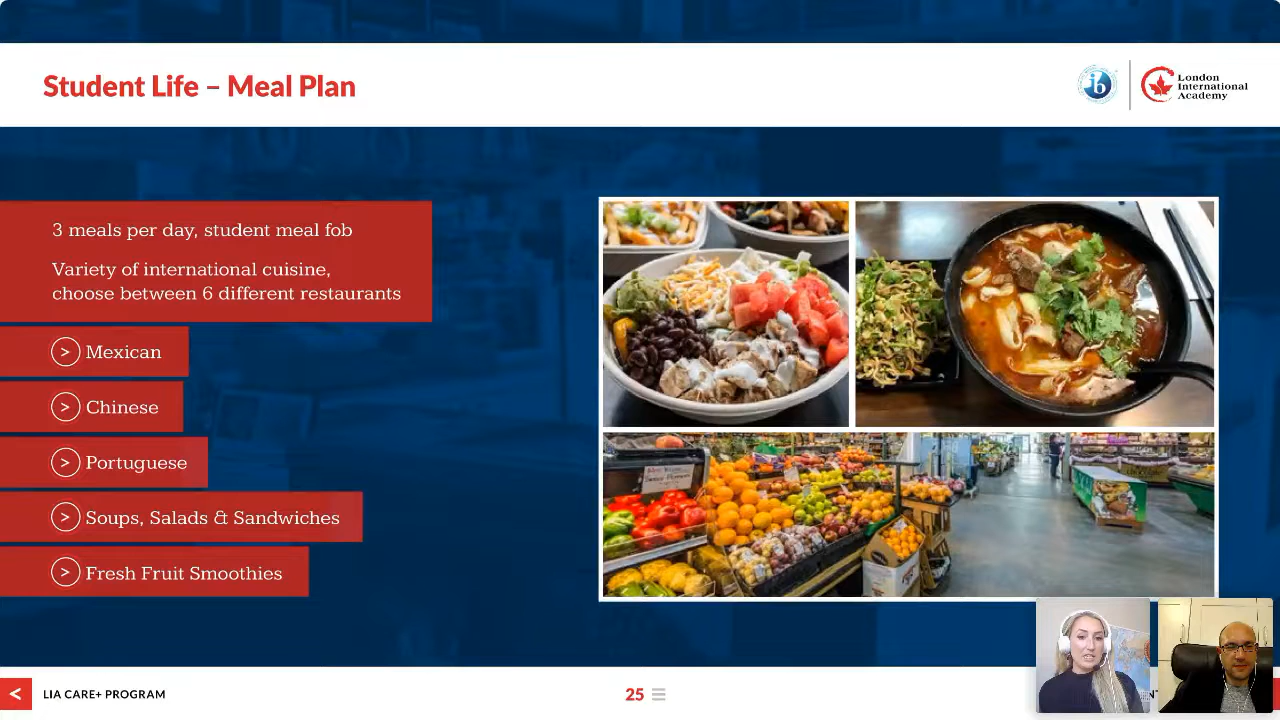 Student Life – Meal Plan
ib
London
International
Academy
3 meals per day, student meal fob
Variety of international cuisine,
choose between 6 different restaurants
> Mexican
> Chinese
> Portuguese
> Soups, Salads & Sandwiches
> Fresh Fruit Smoothies
< LIA CARE+ PROGRAM
25